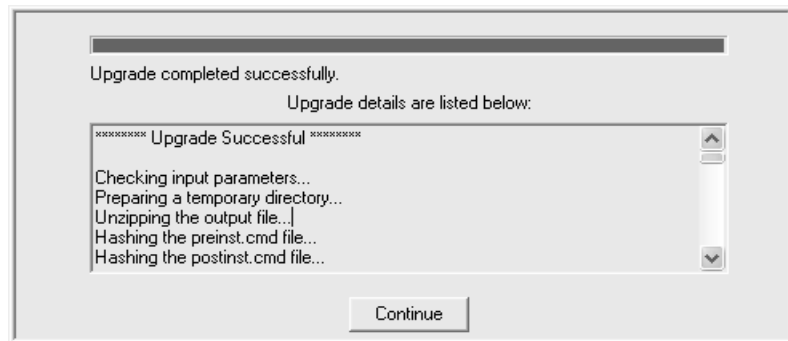 Upgrade completed successfully.
Upgrade details are listed below:
******** Upgrade Successful ********
Checking input parameters...
Preparing a temporary directory...
Unzipping the output file...
Hashing the preinst.cmd file...
Hashing the postinst.cmd file...
Continue